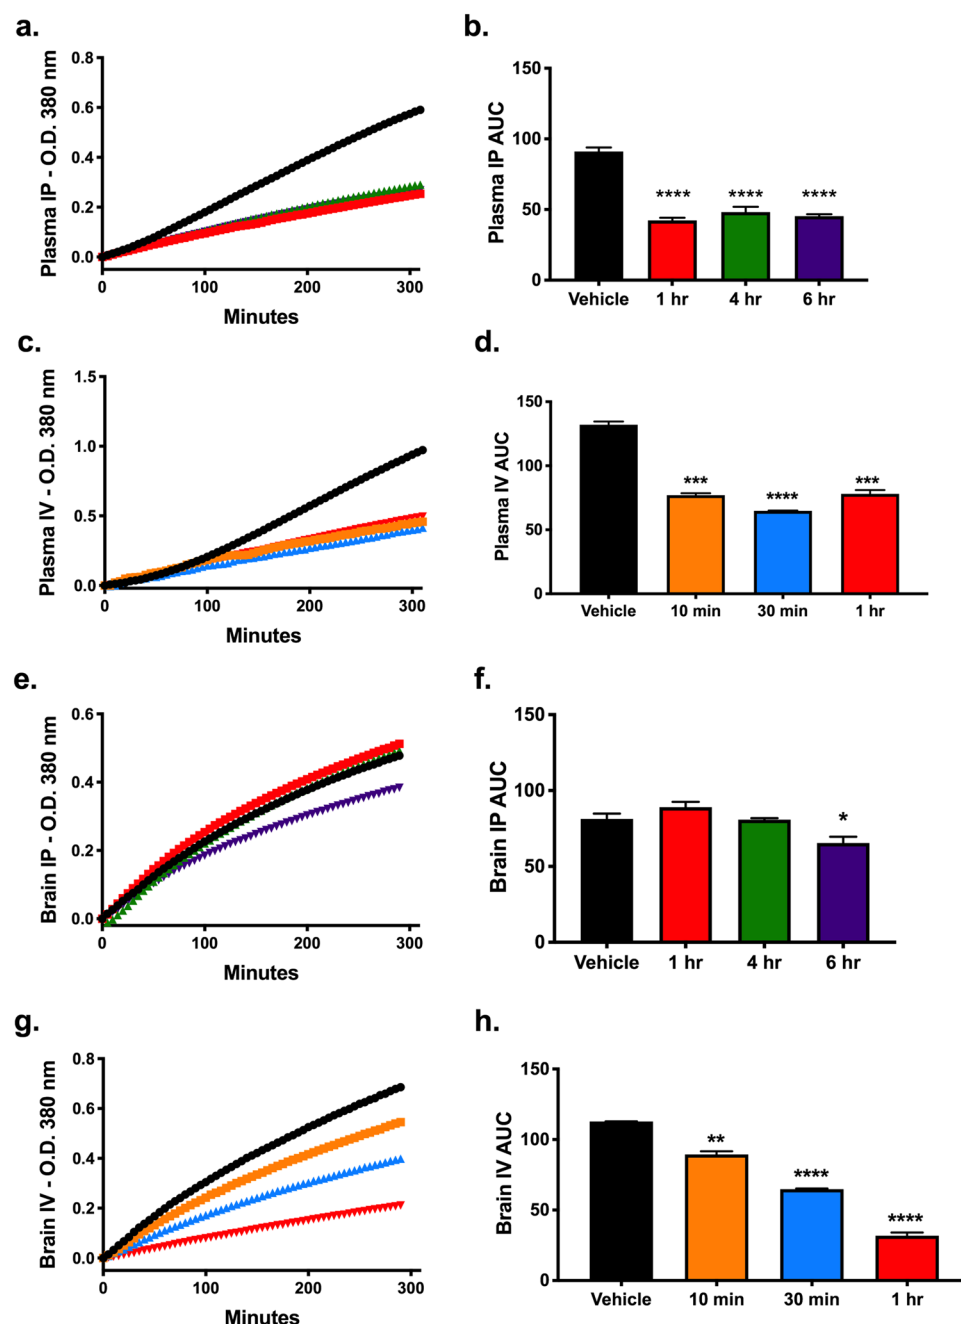 a.
Plasma IP - O.D. 380 nm
0.8
0.6
0.4
0.2
0.0
0 100 200 300
Minutes
b.
Plasma IP AUC
150
100
50
0
**** **** ****
Vehicle 1 hr 4 hr 6 hr
c.
Plasma IV - O.D. 380 nm
1.5
1.0
0.5
0.0
0 100 200 300
Minutes
d.
Plasma IV AUC
150
100
50
0
*** **** ***
Vehicle 10 min 30 min 1 hr
e.
Brain IP - O.D. 380 nm
0.6
0.4
0.2
0.0
0 100 200 300
Minutes
f.
Brain IP AUC
150
100
50
0
*
Vehicle 1 hr 4 hr 6 hr
g.
Brain IV - O.D. 380 nm
0.8
0.6
0.4
0.2
0.0
0 100 200 300
Minutes
h.
Brain IV AUC
150
100
50
0
** **** ****
Vehicle 10 min 30 min 1 hr